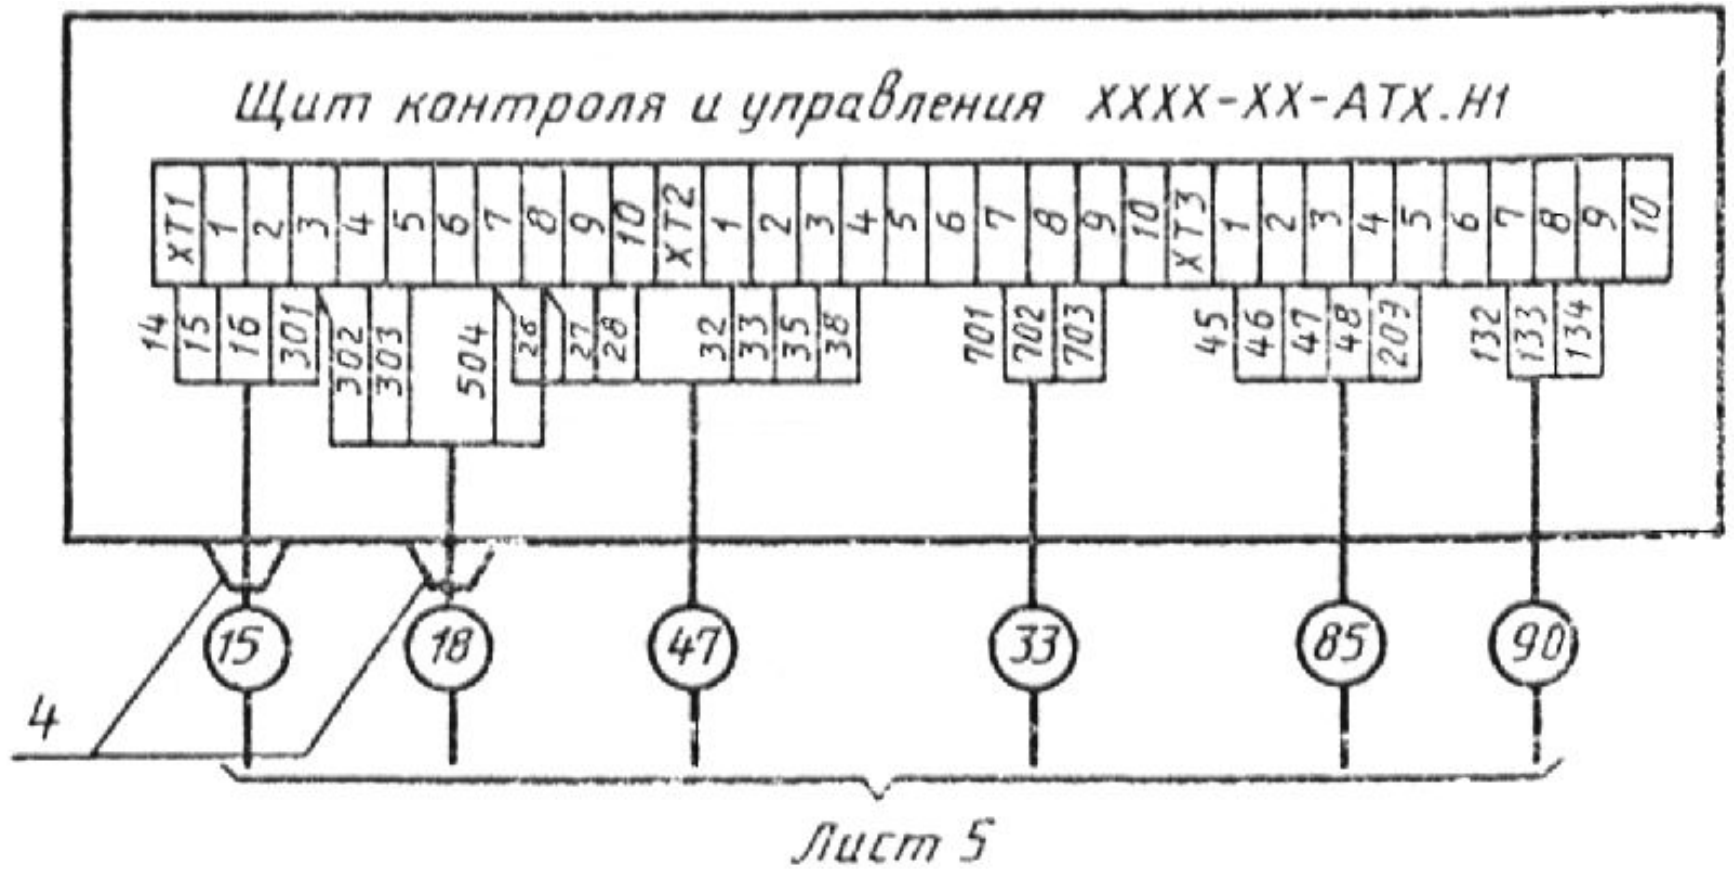 Щит контроля и управления XXXX-XX-АТХ.Н1
XT1 1 2 3 4 5 6 7 8 9 10 XT2 1 2 3 4 5 6 7 8 9 10 XT3 1 2 3 4 5 6 7 8 9 10
14 15 16 301 302 303 504 26 27 28 32 33 35 38 701 702 703 45 46 47 48 209 132 133 134
15 18 47 33 85 90
4
Лист 5